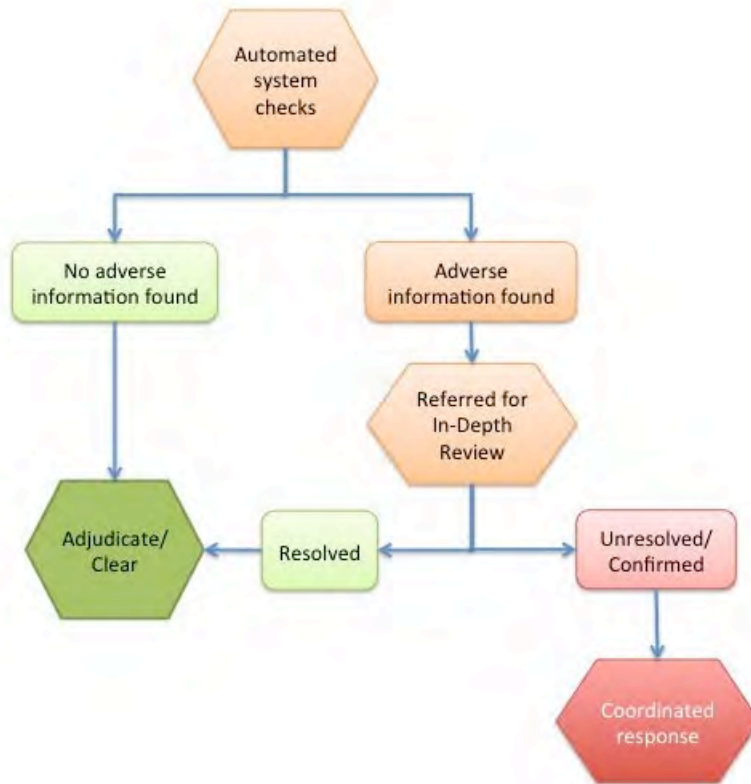 Automated
system
checks
No adverse
information found
Adverse
information found
Referred for
In-Depth
Review
Adjudicate/
Clear
Resolved
Unresolved/
Confirmed
Coordinated
response